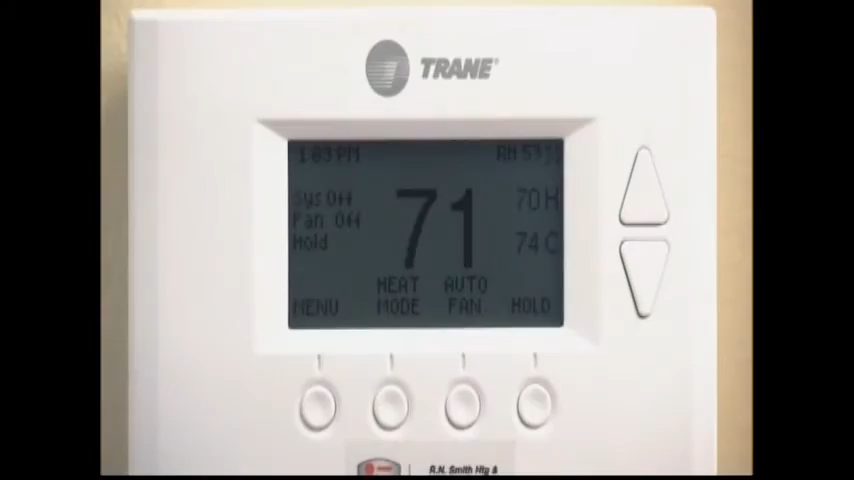 TRANE
1:03 PM
RH 53%
Sys Off
Fan Off
Hold
71
70 H
74 C
HEAT AUTO
MENU MODE FAN HOLD
R.N. Smith Htg &